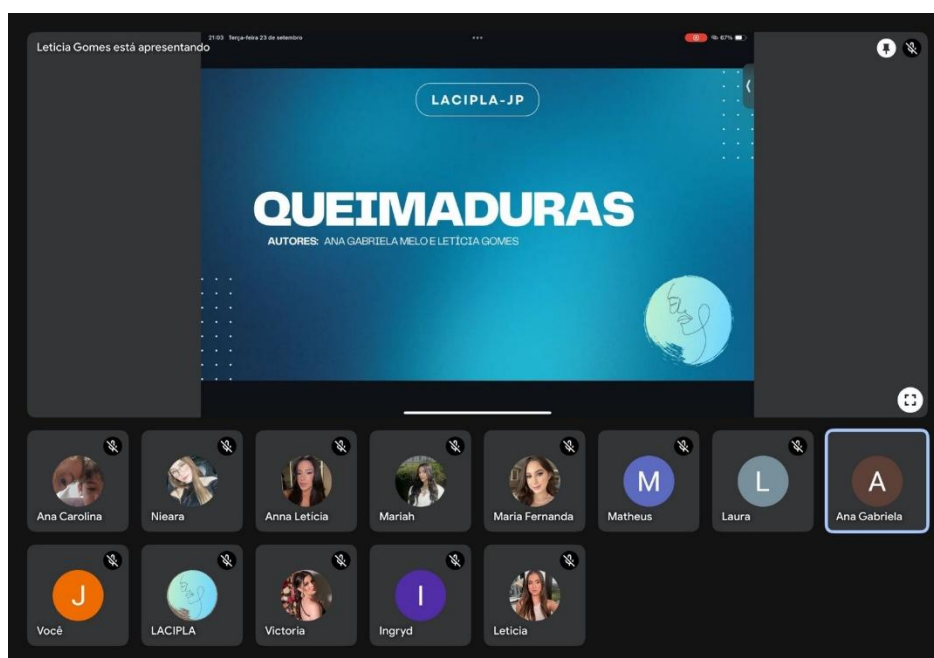 Leticia Gomes está apresentando
21:03 Terça-feira 23 de setembro
67%
LACIPLA-JP
QUEIMADURAS
AUTORES: ANA GABRIELA MELO E LETÍCIA GOMES
Ana Carolina
Nieara
Anna Leticia
Mariah
Maria Fernanda
M
Matheus
L
Laura
A
Ana Gabriela
J
Você
LACIPLA
Victoria
I
Ingryd
Leticia